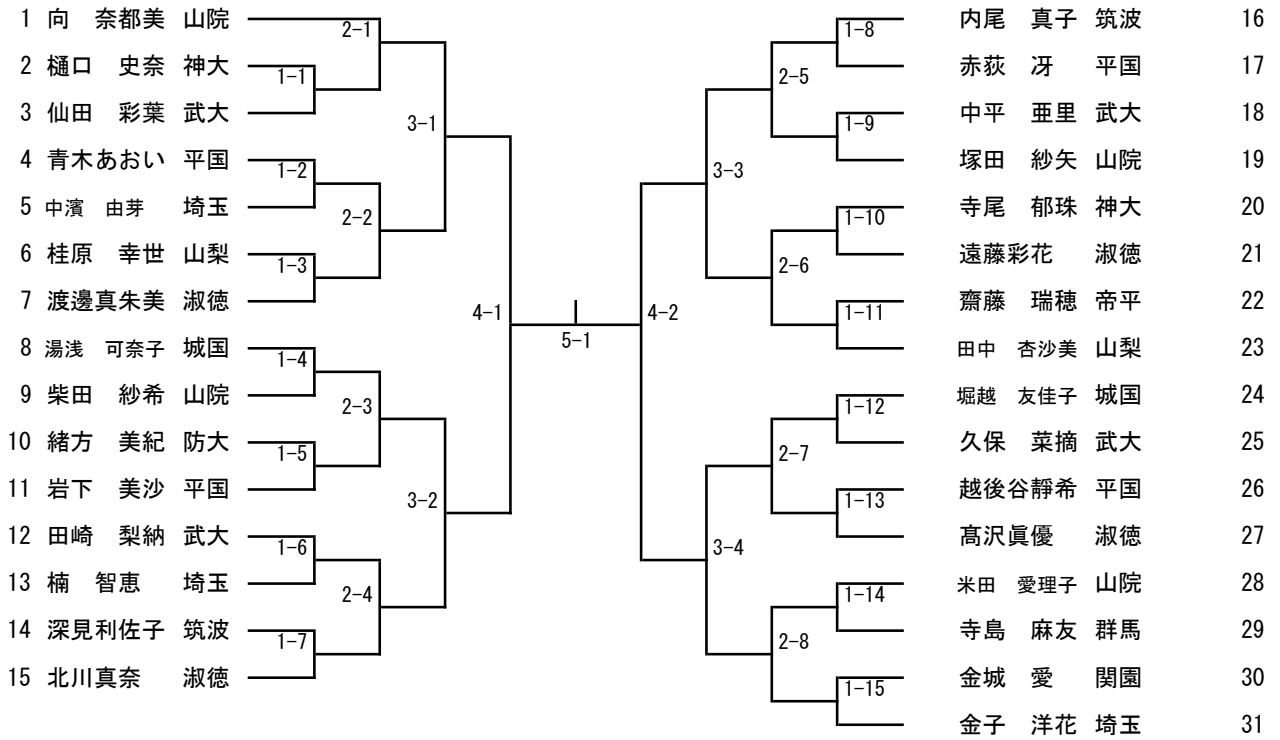 1 向 奈都美 山院
2 樋口 史奈 神大
3 仙田 彩葉 武大
4 青木あおい 平国
5 中濱 由芽 埼玉
6 桂原 幸世 山梨
7 渡邊真朱美 淑徳
8 湯浅 可奈子 城国
9 柴田 紗希 山院
10 緒方 美紀 防大
11 岩下 美沙 平国
12 田崎 梨納 武大
13 楠 智恵 埼玉
14 深見利佐子 筑波
15 北川真奈 淑徳
2-1
1-1
3-1
1-2
2-2
1-3
4-1
1-4
2-3
1-5
3-2
1-6
2-4
1-7
5-1
1-8
2-5
1-9
3-3
1-10
2-6
1-11
4-2
1-12
2-7
1-13
3-4
1-14
2-8
1-15
内尾 真子 筑波 16
赤荻 冴 平国 17
中平 亜里 武大 18
塚田 紗矢 山院 19
寺尾 郁珠 神大 20
遠藤彩花 淑徳 21
齋藤 瑞穂 帝平 22
田中 杏沙美 山梨 23
堀越 友佳子 城国 24
久保 菜摘 武大 25
越後谷靜希 平国 26
髙沢眞優 淑徳 27
米田 愛理子 山院 28
寺島 麻友 群馬 29
金城 愛 関園 30
金子 洋花 埼玉 31